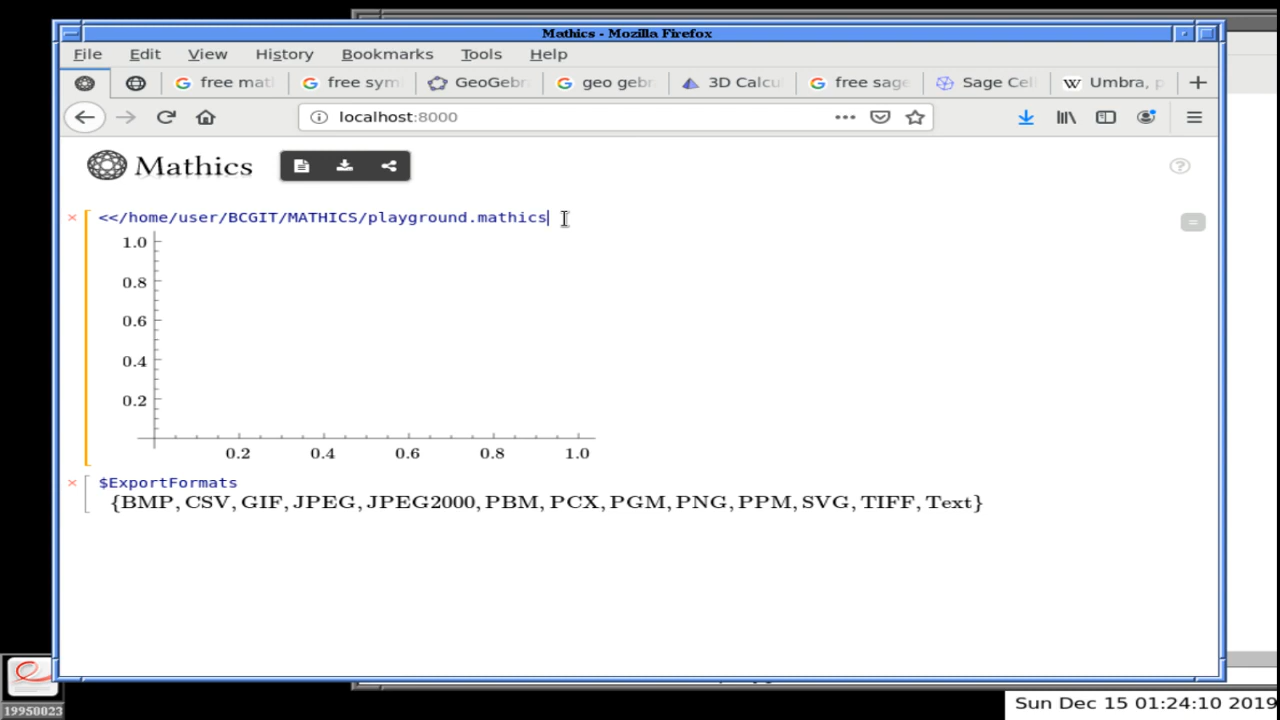 Mathics - Mozilla Firefox
File Edit View History Bookmarks Tools Help
free mat free sym GeoGebr geo gebr 3D Calcu free sage Sage Cel Umbra, p
localhost:8000
Mathics
<</home/user/BCGIT/MATHICS/playground.mathics
1.0
0.8
0.6
0.4
0.2
0.2 0.4 0.6 0.8 1.0
$ExportFormats
{BMP, CSV, GIF, JPEG, JPEG2000, PBM, PCX, PGM, PNG, PPM, SVG, TIFF, Text}
19950023
Sun Dec 15 01:24:10 2019